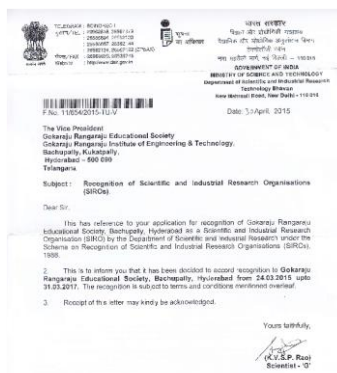 भारत सरकार
GOVERNMENT OF INDIA
MINISTRY OF SCIENCE AND TECHNOLOGY
Department of Scientific and Industrial Research
Technology Bhavan
New Mehrauli Road, New Delhi - 110 016
F.No. 11/654/2015-TU-V
Date: April, 2015
The Vice President
Gokaraju Rangaraju Educational Society
Gokaraju Rangaraju Institute of Engineering & Technology,
Bachupally, Kukatpally,
Hyderabad – 500 090
Telangana
Subject : Recognition of Scientific and Industrial Research Organisations
(SIROs).
Dear Sir,
This has reference to your application for recognition of Gokaraju Rangaraju
Educational Society, Bachupally, Hyderabad as a Scientific and Industrial Research
Organisation (SIRO) by the Department of Scientific and Industrial Research under the
Scheme on Recognition of Scientific and Industrial Research Organisations (SIROs),
1988.
2. This is to inform you that it has been decided to accord recognition to Gokaraju
Rangaraju Educational Society, Bachupally, Hyderabad from 24.03.2015 upto
31.03.2017. The recognition is subject to terms and conditions mentioned overleaf.
3. Receipt of this letter may kindly be acknowledged.
Yours faithfully,
(K.V.S.P. Rao)
Scientist - 'G'